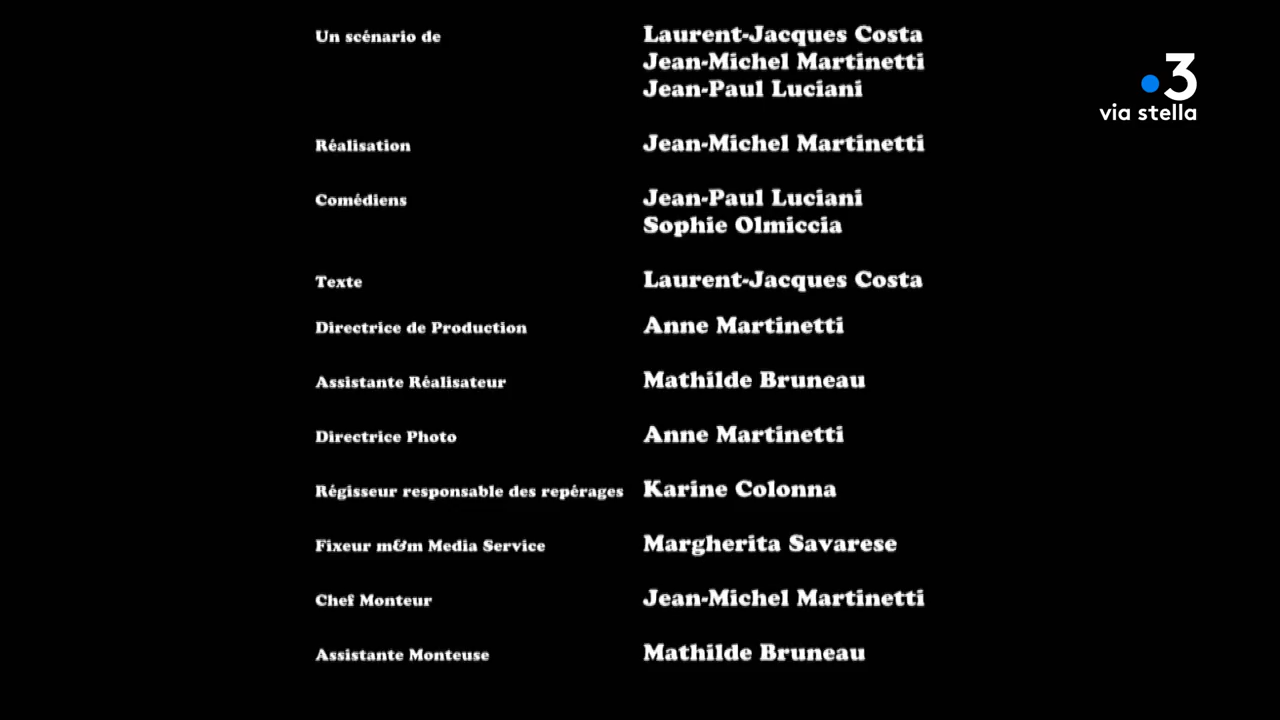 Un scénario de Laurent-Jacques Costa
Jean-Michel Martinetti
Jean-Paul Luciani
Réalisation Jean-Michel Martinetti
Comédiens Jean-Paul Luciani
Sophie Olmiccia
Texte Laurent-Jacques Costa
Directrice de Production Anne Martinetti
Assistante Réalisateur Mathilde Bruneau
Directrice Photo Anne Martinetti
Régisseur responsable des repérages Karine Colonna
Fixeur m&m Media Service Margherita Savarese
Chef Monteur Jean-Michel Martinetti
Assistante Monteuse Mathilde Bruneau
3
via stella